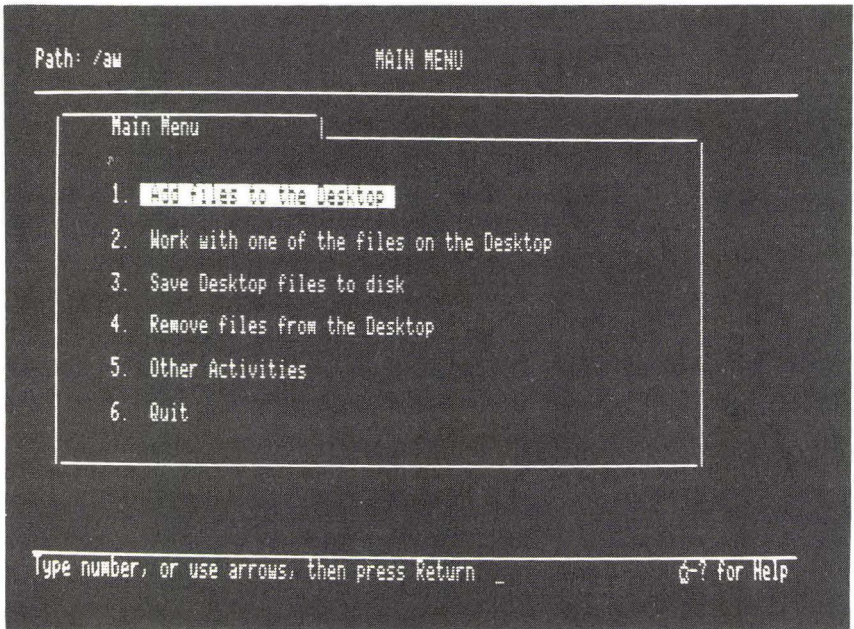 Path: /aw MAIN MENU
Main Menu
1. Add files to the Desktop
2. Work with one of the files on the Desktop
3. Save Desktop files to disk
4. Remove files from the Desktop
5. Other Activities
6. Quit
Type number, or use arrows, then press Return _ -? for Help